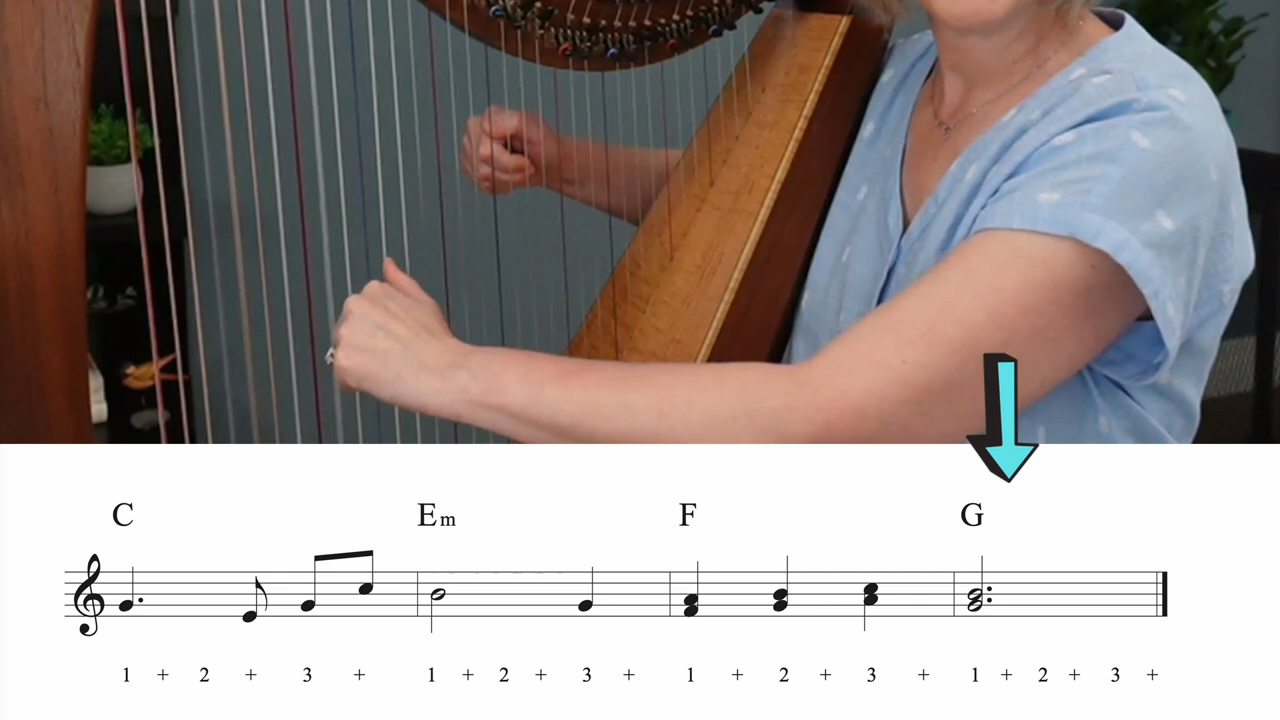 C Em F G
1 + 2 + 3 + 1 + 2 + 3 + 1 + 2 + 3 + 1 + 2 + 3 +